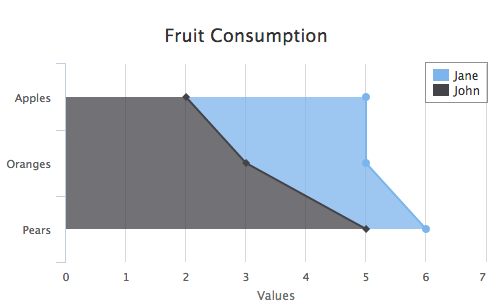 Fruit Consumption
Jane
John
Apples
Oranges
Pears
0 1 2 3 4 5 6 7
Values